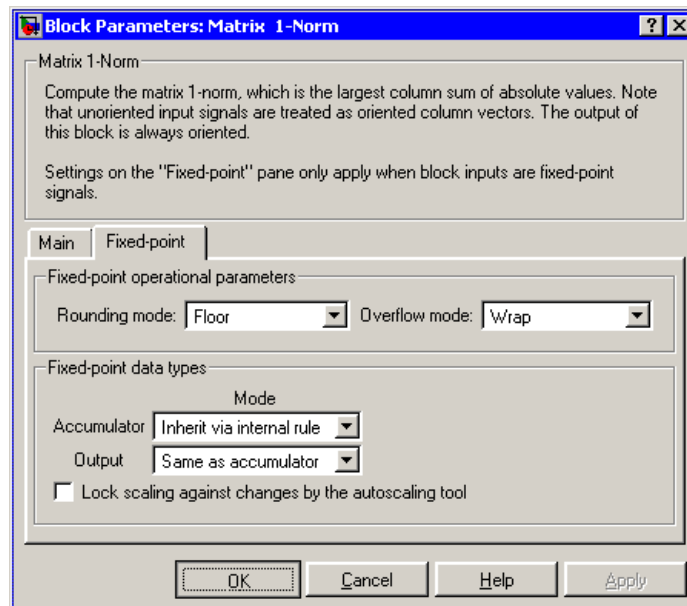 Block Parameters: Matrix 1-Norm
Matrix 1-Norm
Compute the matrix 1-norm, which is the largest column sum of absolute values. Note
that unoriented input signals are treated as oriented column vectors. The output of
this block is always oriented.
Settings on the "Fixed-point" pane only apply when block inputs are fixed-point
signals.
Main Fixed-point
Fixed-point operational parameters
Rounding mode: Floor Overflow mode: Wrap
Fixed-point data types
Mode
Accumulator Inherit via internal rule
Output Same as accumulator
Lock scaling against changes by the autoscaling tool
OK Cancel Help Apply